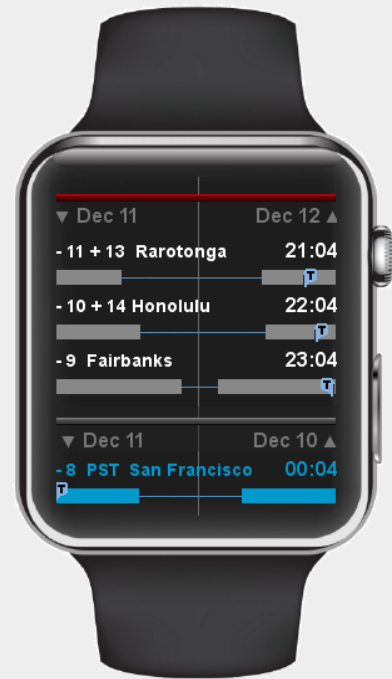 ▼ Dec 11 Dec 12 ▲
- 11 + 13 Rarotonga 21:04
T
- 10 + 14 Honolulu 22:04
T
- 9 Fairbanks 23:04
T
▼ Dec 11 Dec 10 ▲
- 8 PST San Francisco 00:04
T